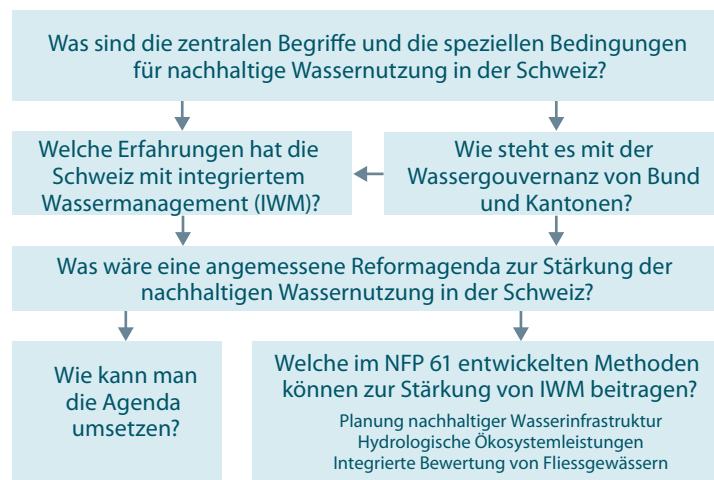 Was sind die zentralen Begriffe und die speziellen Bedingungen
für nachhaltige Wassernutzung in der Schweiz?
Welche Erfahrungen hat die
Schweiz mit integriertem
Wassermanagement (IWM)?
Wie steht es mit der
Wassergouvernanz von Bund
und Kantonen?
Was wäre eine angemessene Reformagenda zur Stärkung der
nachhaltigen Wassernutzung in der Schweiz?
Wie kann man
die Agenda
umsetzen?
Welche im NFP 61 entwickelten Methoden
können zur Stärkung von IWM beitragen?
Planung nachhaltiger Wasserinfrastruktur
Hydrologische Ökosystemleistungen
Integrierte Bewertung von Fliessgewässern